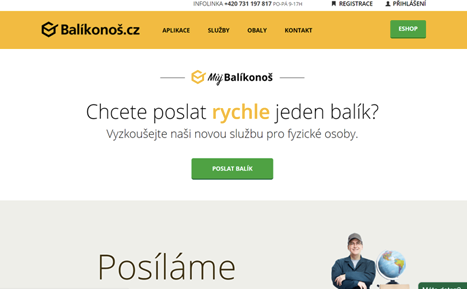 INFOLINKA +420 731 197 817 PO-PÁ 9-17H REGISTRACE PŘIHLÁŠENÍ
Balíkonoš.cz APLIKACE SLUŽBY OBALY KONTAKT ESHOP
Můj Balíkonoš
Chcete poslat rychle jeden balík?
Vyzkoušejte naši novou službu pro fyzické osoby.
POSLAT BALÍK
Posíláme